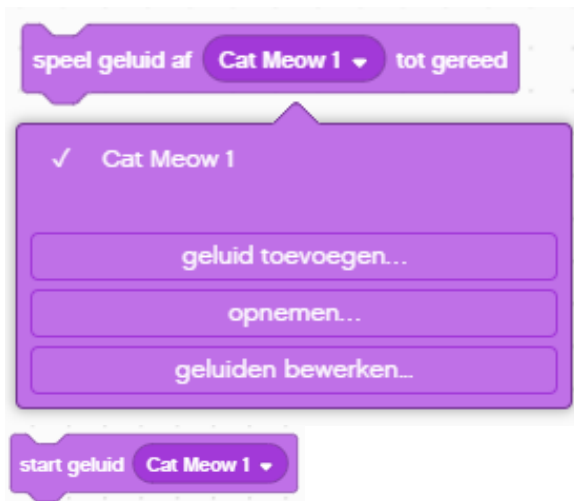 speel geluid af Cat Meow 1 tot gereed
✓ Cat Meow 1
geluid toevoegen...
opnemen...
geluiden bewerken...
start geluid Cat Meow 1